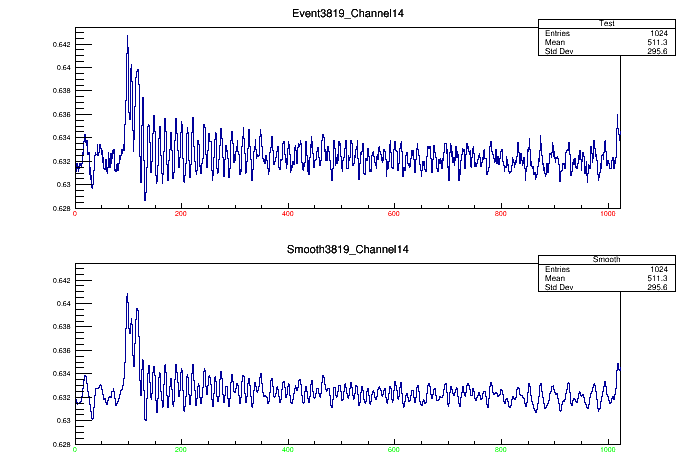 Event3819_Channel14
Test
Entries 1024
Mean 511.3
Std Dev 295.6
0.642
0.64
0.638
0.636
0.634
0.632
0.63
0.628
0 200 400 600 800 1000
Smooth3819_Channel14
Smooth
Entries 1024
Mean 511.3
Std Dev 295.6
0.642
0.64
0.638
0.636
0.634
0.632
0.63
0.628
0 200 400 600 800 1000